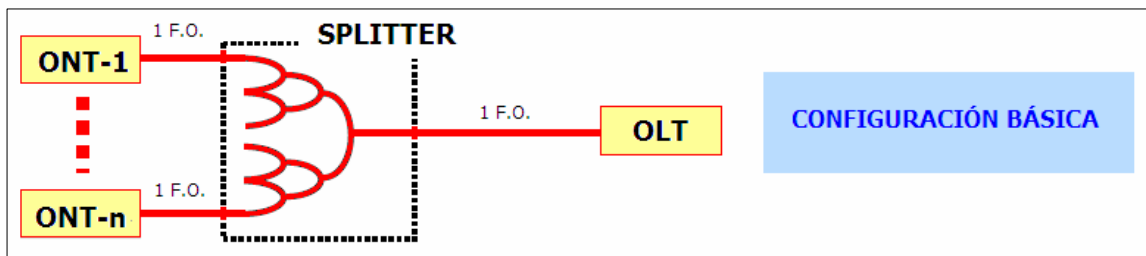 1 F.O.
SPLITTER
ONT-1
1 F.O.
OLT
CONFIGURACIÓN BÁSICA
1 F.O.
ONT-n